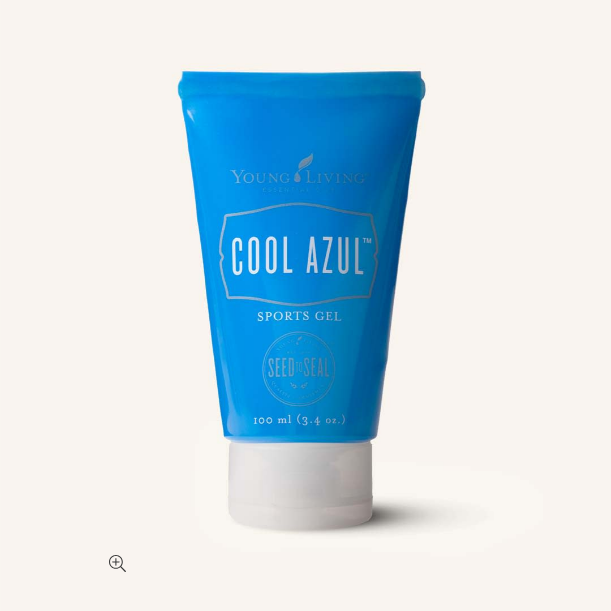 YOUNG LIVING
COOL AZUL™
SPORTS GEL
SEED TO SEAL
100 ml (3.4 oz.)